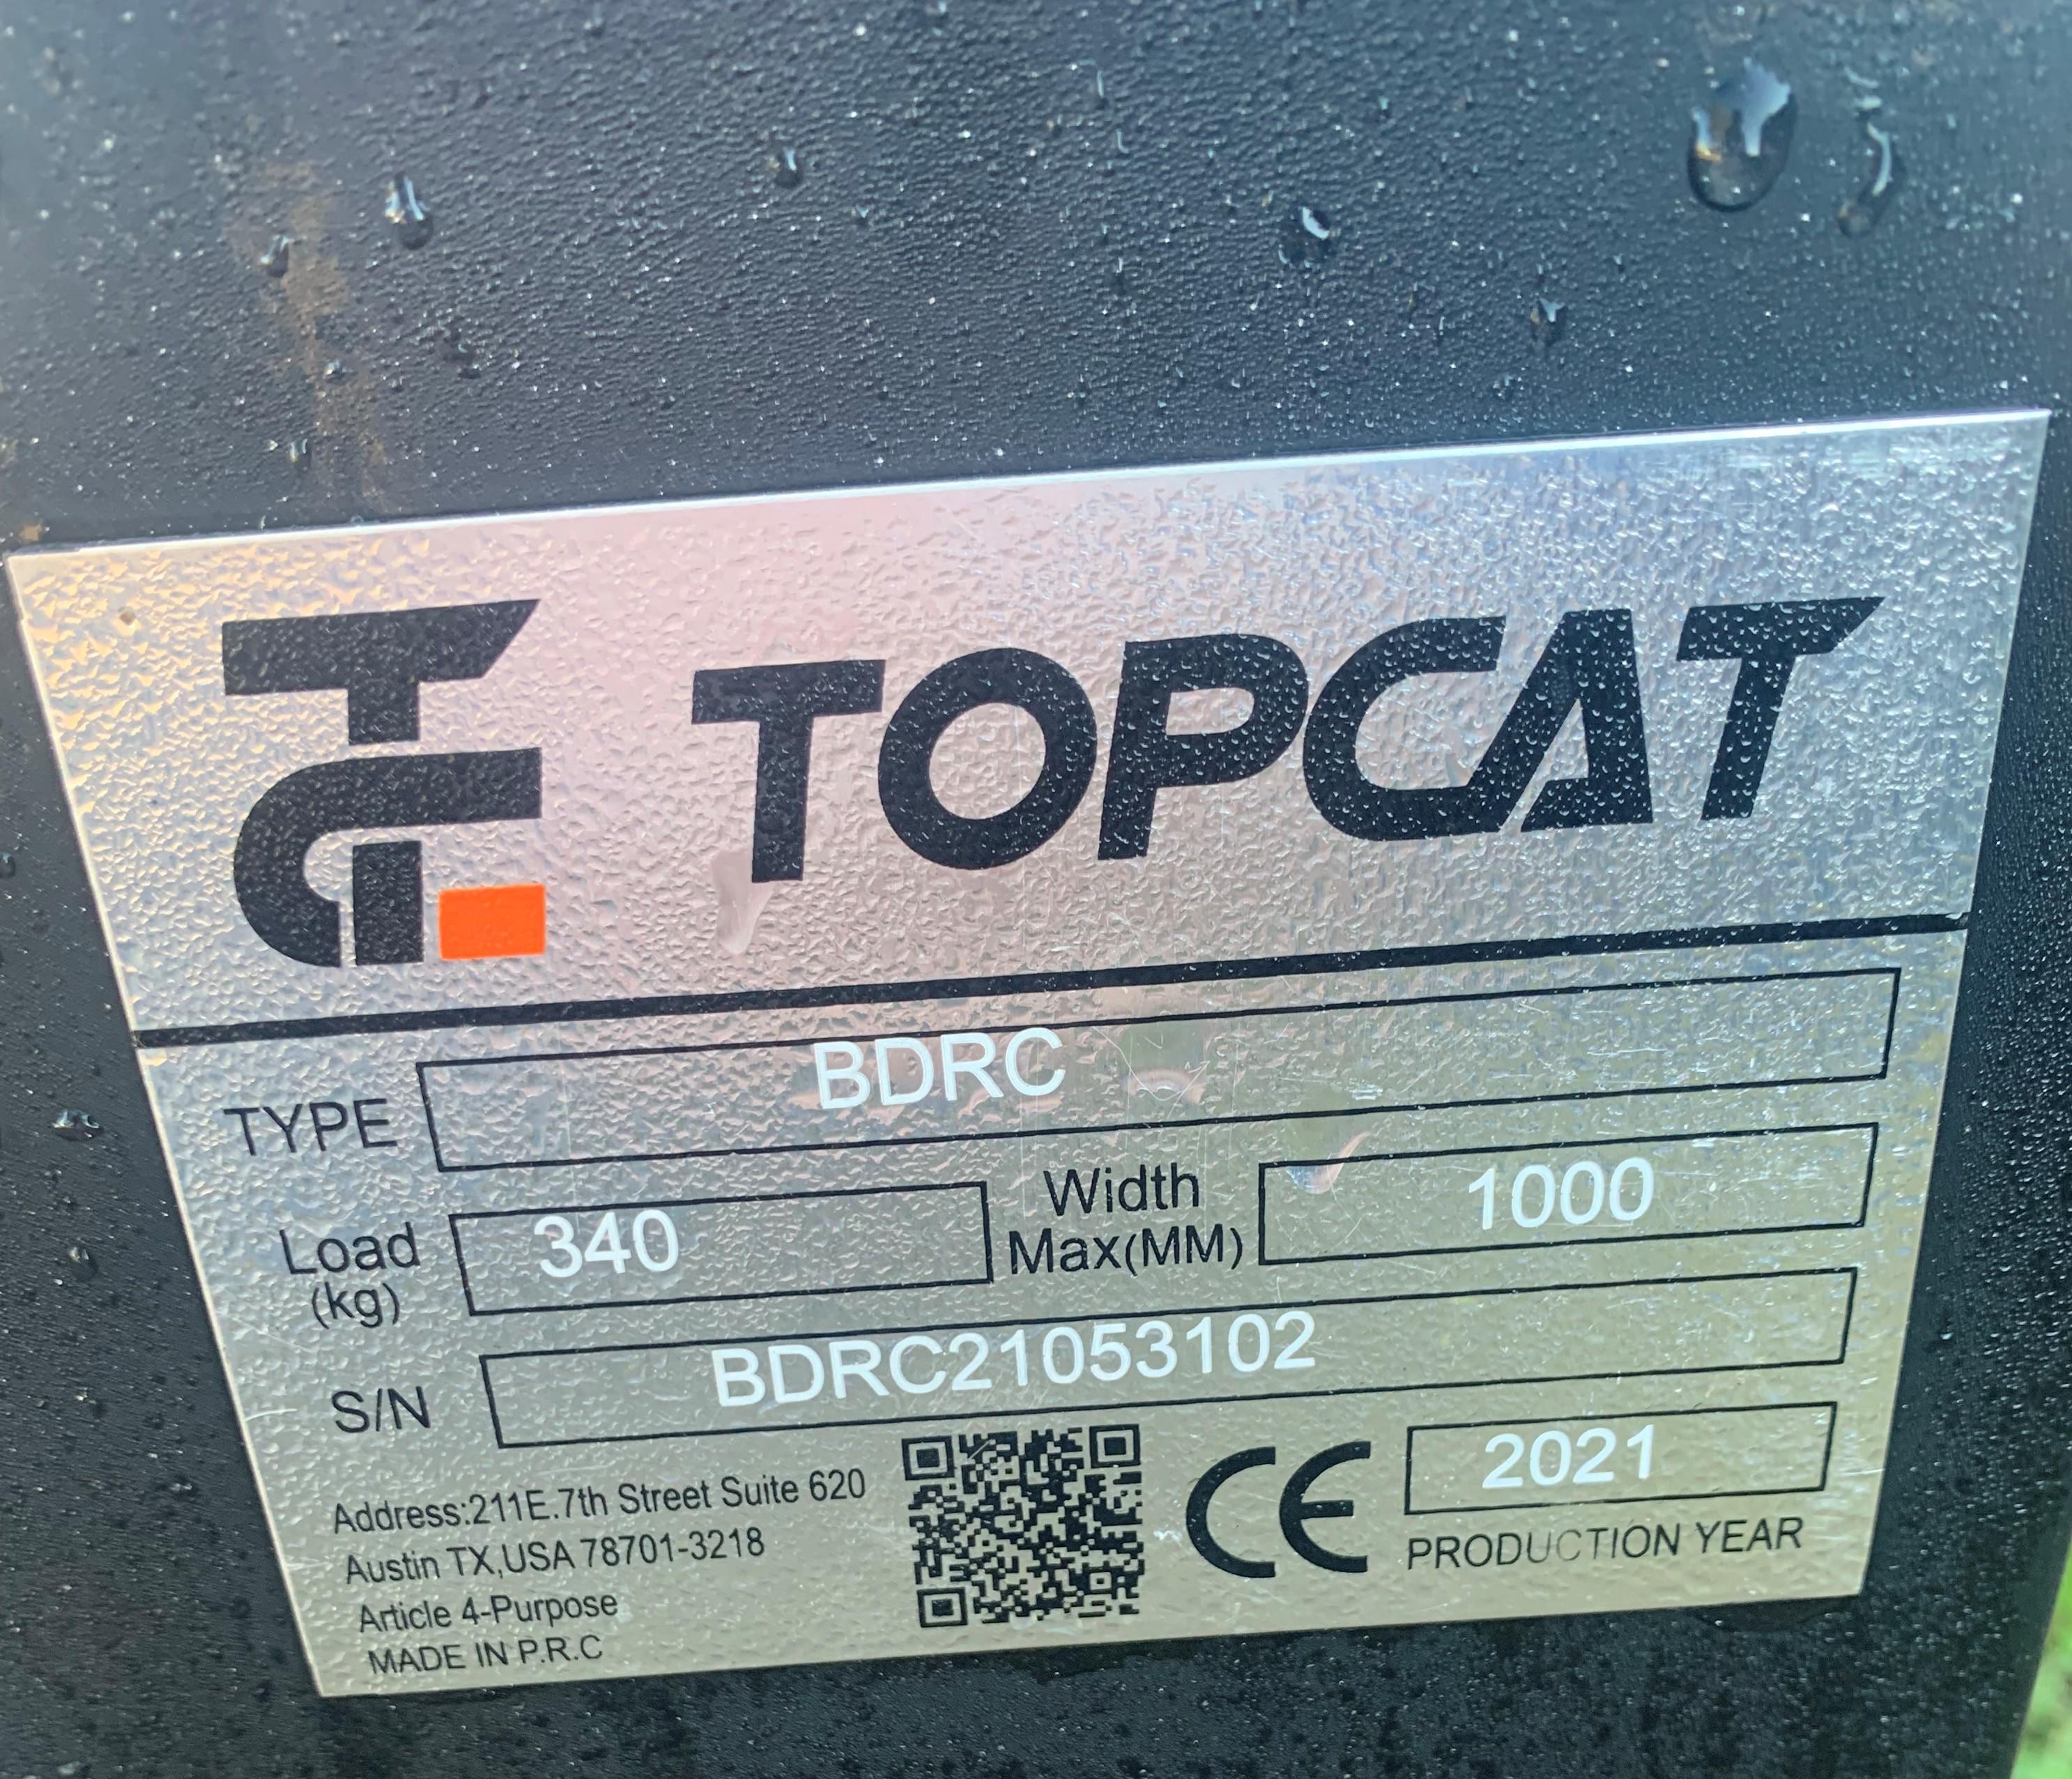 TC TOPCAT
TYPE BDRC
Load (kg) 340 Width Max(MM) 1000
S/N BDRC21053102
Address:211E.7th Street Suite 620
Austin TX,USA 78701-3218
Article 4-Purpose
MADE IN P.R.C
CE
2021
PRODUCTION YEAR